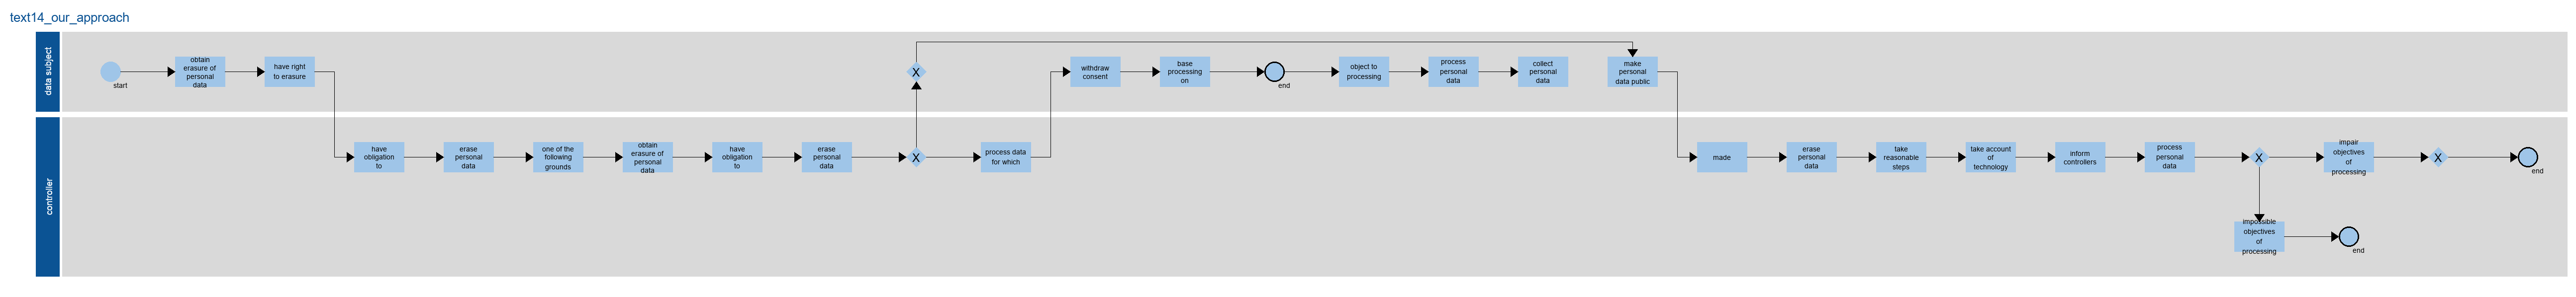 text14_our_approach
data subject
start
obtain
erasure of
personal
data
have right
to erasure
X
withdraw
consent
base
processing
on
end
object to
processing
process
personal
data
collect
personal
data
make
personal
data public
controller
have
obligation
to
erase
personal
data
one of the
following
grounds
obtain
erasure of
personal
data
have
obligation
to
erase
personal
data
X
process data
for which
made
erase
personal
data
take
reasonable
steps
take account
of
technology
inform
controllers
process
personal
data
X
impair
objectives
of
processing
X
end
impossible
objectives
of
processing
end